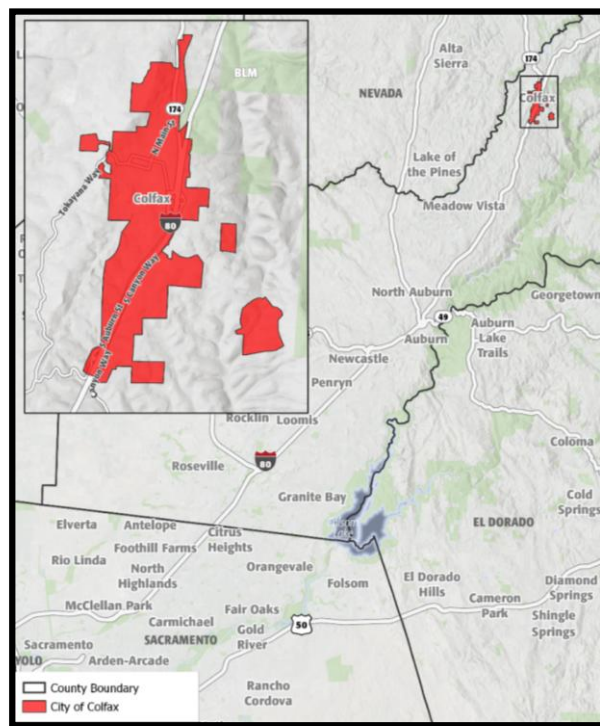 BLM
174
N Main St
Tokayana Way
Colfax
80
S Canyon Way
S Auburn St
Canyon Way
174
Colfax
Alta
Sierra
NEVADA
Lake of
the Pines
Meadow Vista
North Auburn
49
Georgetown
Auburn
Auburn
Lake
Trails
Newcastle
Penryn
Rocklin
Loomis
Coloma
Roseville
80
Granite Bay
Cold
Springs
EL DORADO
Elverta
Antelope
Citrus
Heights
Foothill Farms
Rio Linda
North
Highlands
Orangevale
Folsom
El Dorado
Hills
Diamond
Springs
Cameron
Park
Shingle
Springs
McClellan Park
Fair Oaks
Carmichael
50
Gold
River
SACRAMENTO
Sacramento
YOLO
Arden-Arcade
Rancho
Cordova
County Boundary
City of Colfax